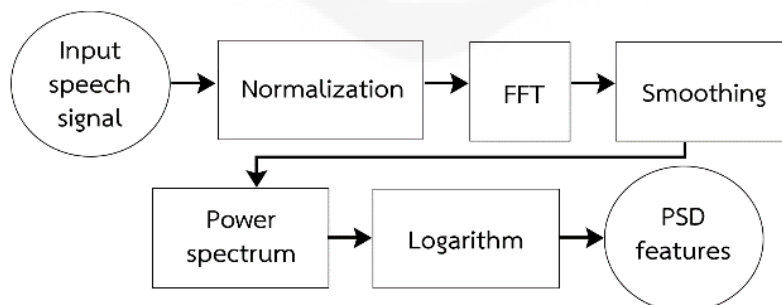 Input
speech
signal
Normalization
FFT
Smoothing
Power
spectrum
Logarithm
PSD
features